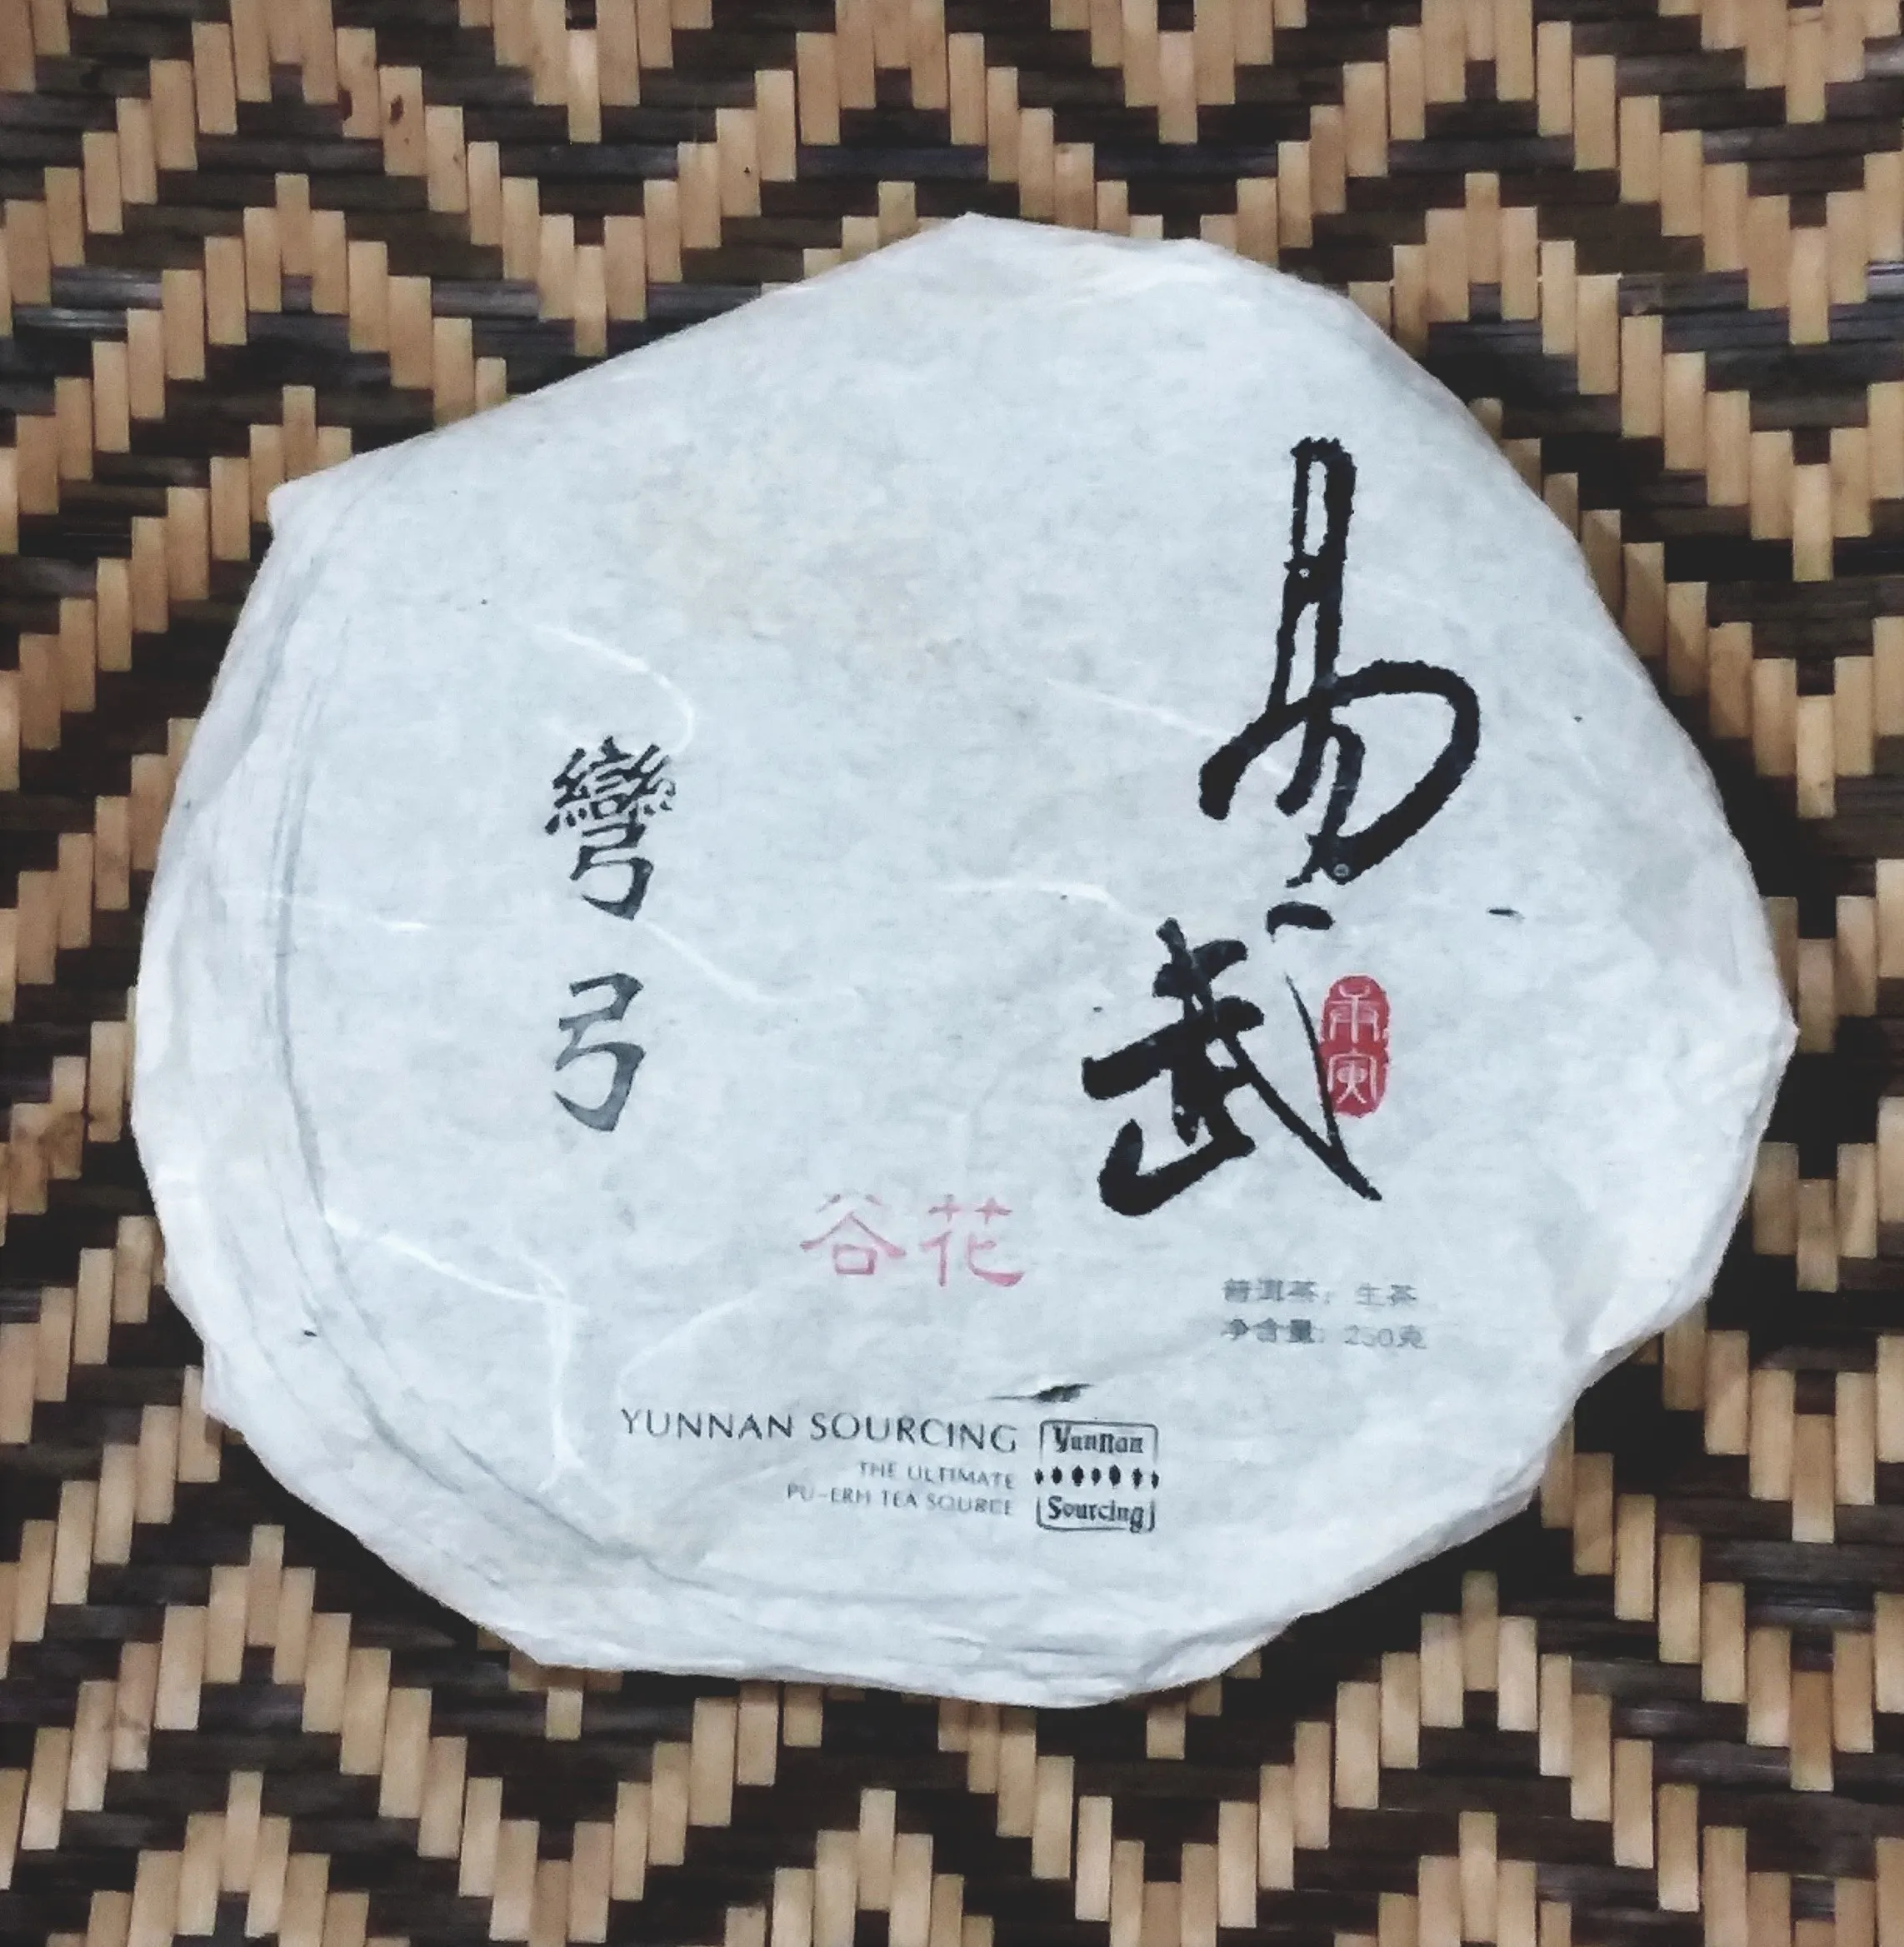 易武
彎弓
谷花
普洱茶：生茶
净含量：250克
YUNNAN SOURCING
THE ULTIMATE
PU-ERH TEA SOURCE
Yunnan
Sourcing